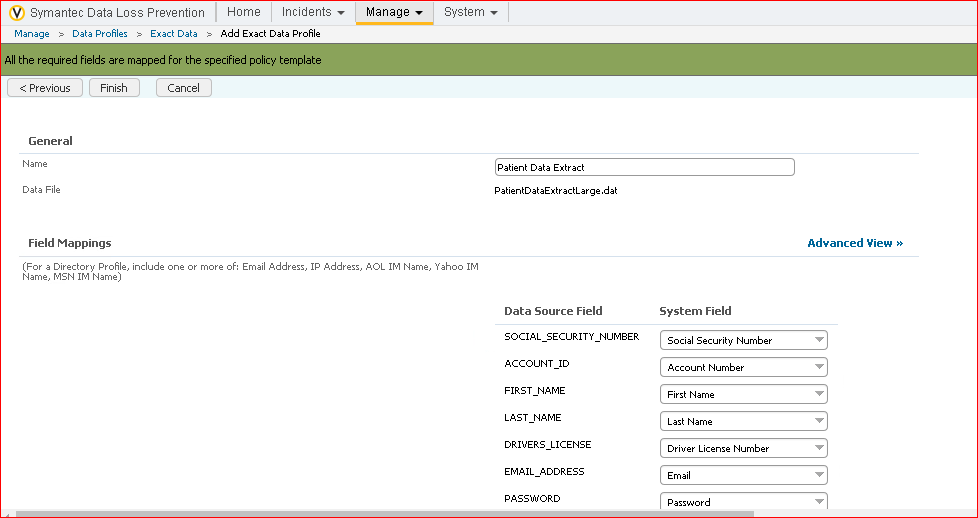 Symantec Data Loss Prevention Home Incidents Manage System
Manage > Data Profiles > Exact Data > Add Exact Data Profile
All the required fields are mapped for the specified policy template
< Previous Finish Cancel
General
Name Patient Data Extract
Data File PatientDataExtractLarge.dat
Field Mappings Advanced View »
(For a Directory Profile, include one or more of: Email Address, IP Address, AOL IM Name, Yahoo IM
Name, MSN IM Name)
Data Source Field System Field
SOCIAL_SECURITY_NUMBER Social Security Number
ACCOUNT_ID Account Number
FIRST_NAME First Name
LAST_NAME Last Name
DRIVERS_LICENSE Driver License Number
EMAIL_ADDRESS Email
PASSWORD Password